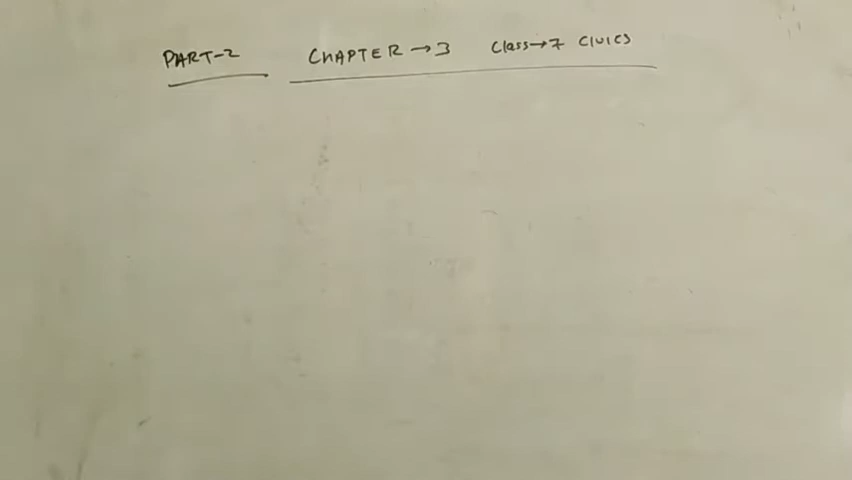 PART-2 CHAPTER → 3 Class → 7 CIVICS